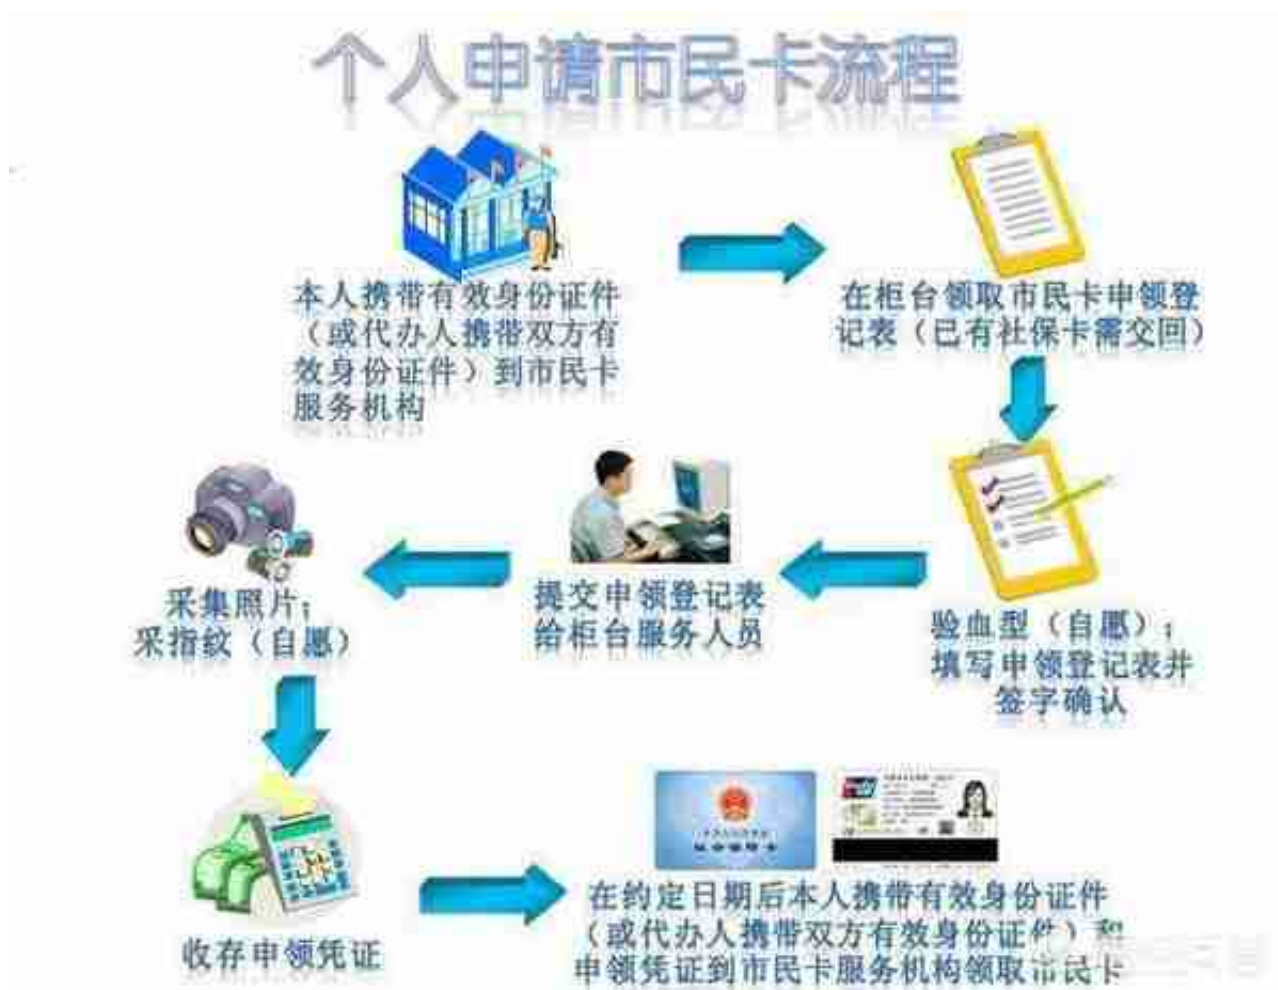 个人申请市民卡流程
本人携带有效身份证件
（或代办人携带双方有
效身份证件）到市民卡
服务机构
在柜台领取市民卡申领登
记表（已有社保卡需交回）
验血型（自愿）；
填写申领登记表并
签字确认
提交申领登记表
给柜台服务人员
采集照片；
采指纹（自愿）
收存申领凭证
社会保障卡
在约定日期后本人携带有效身份证件
（或代办人携带双方有效身份证件）和
申领凭证到市民卡服务机构领取市民卡